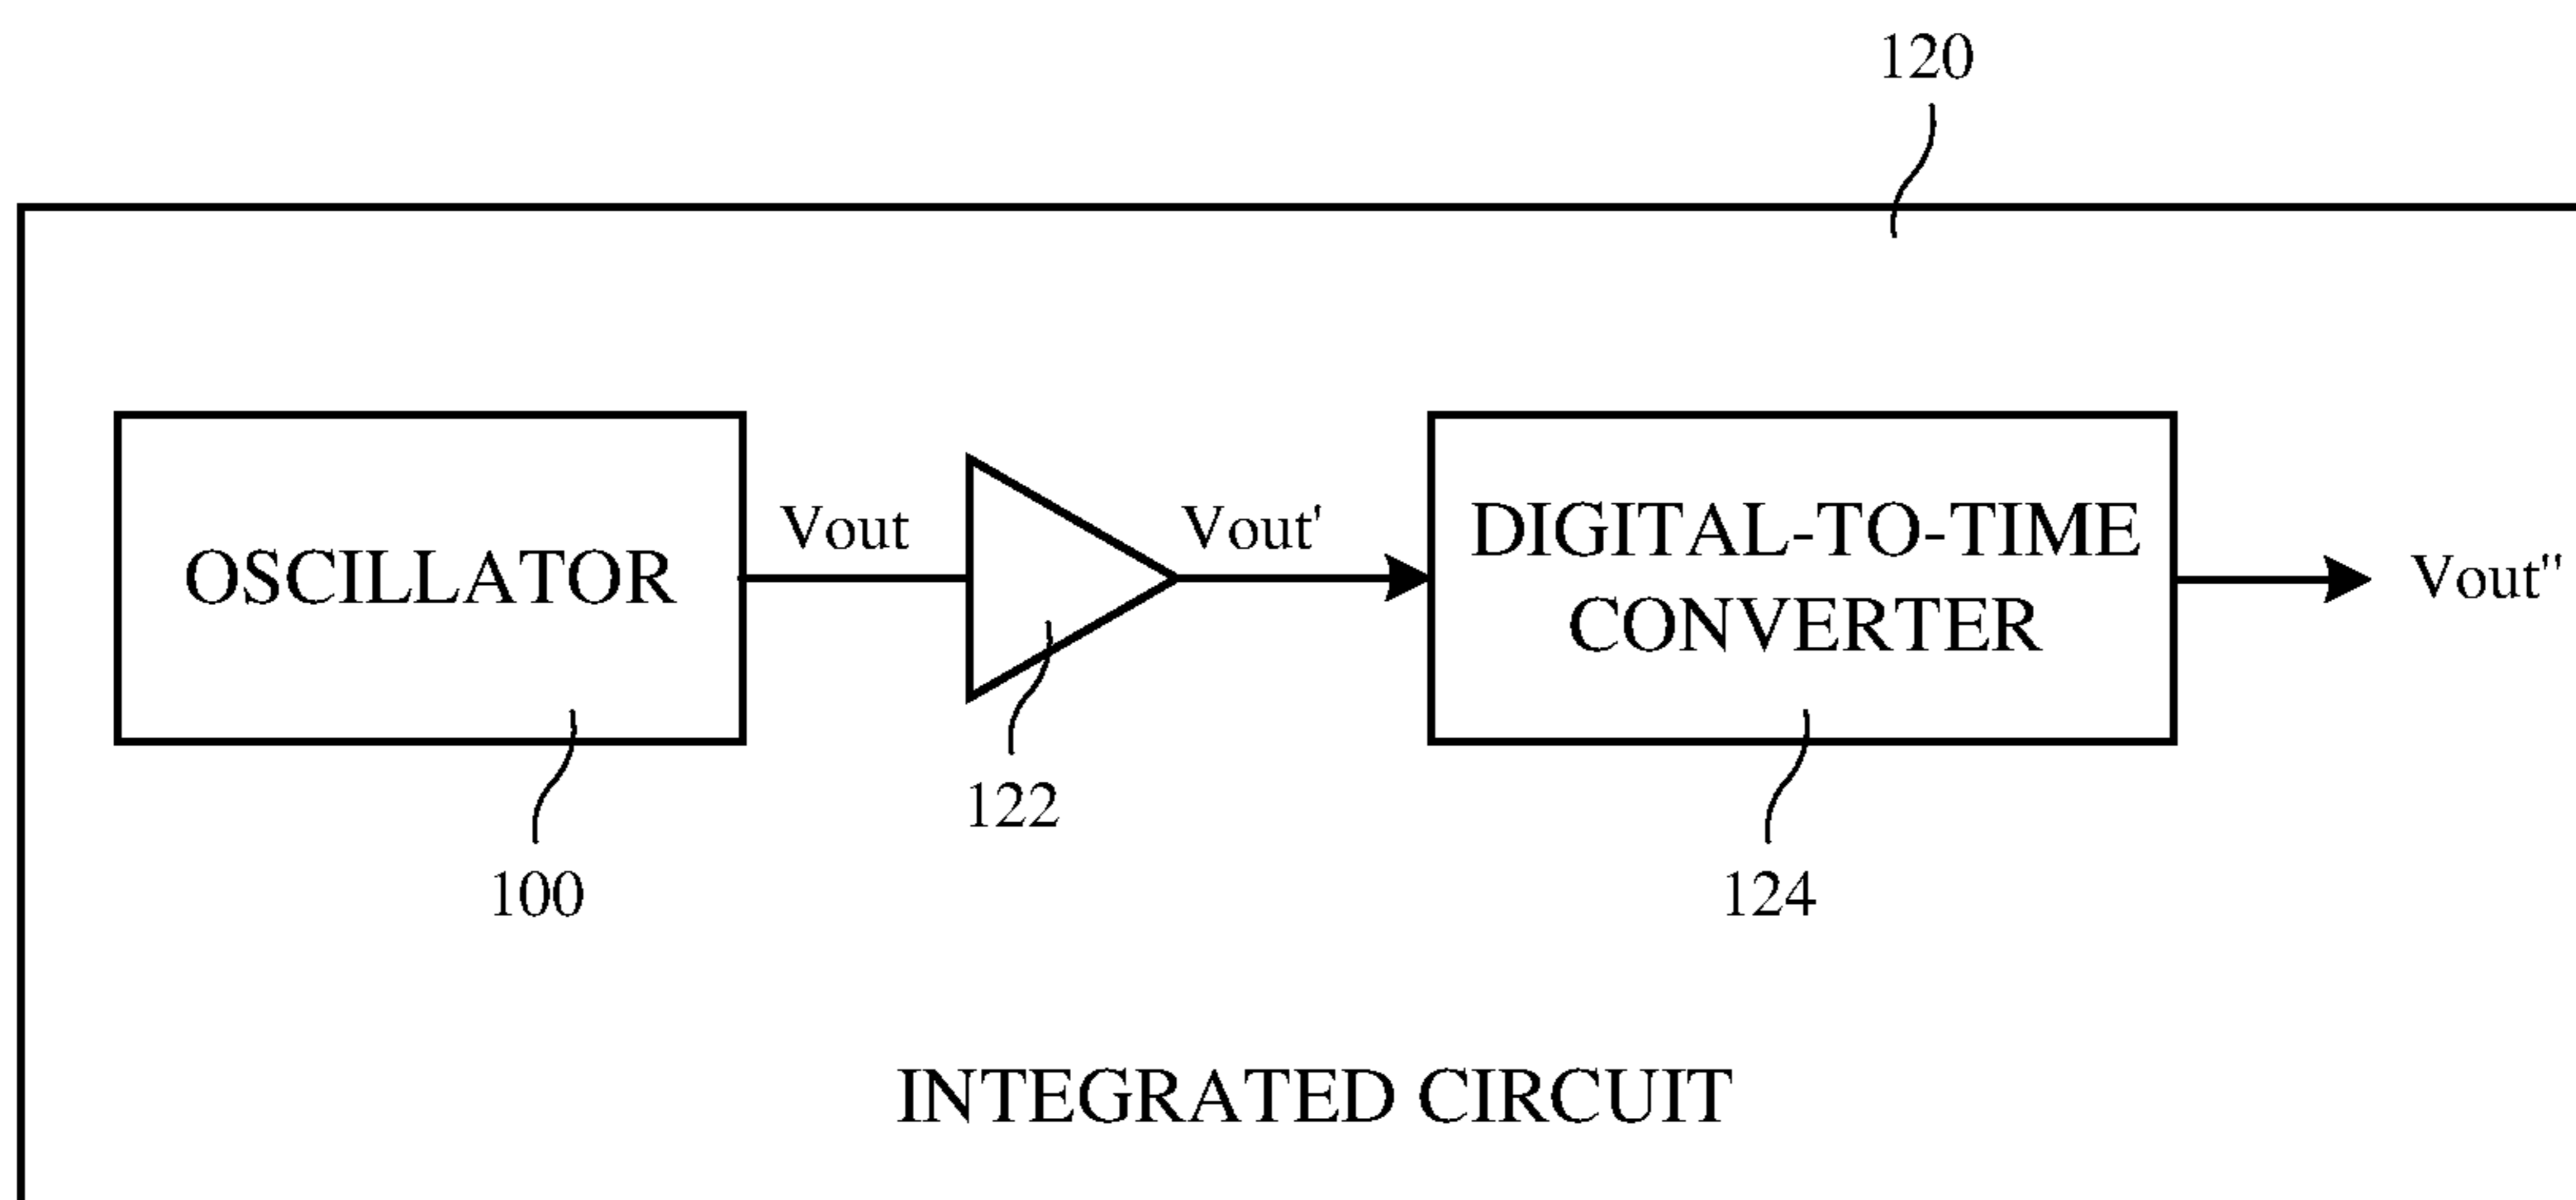 120
Vout
Vout'
OSCILLATOR
DIGITAL-TO-TIME
CONVERTER
Vout"
122
100
124
INTEGRATED CIRCUIT